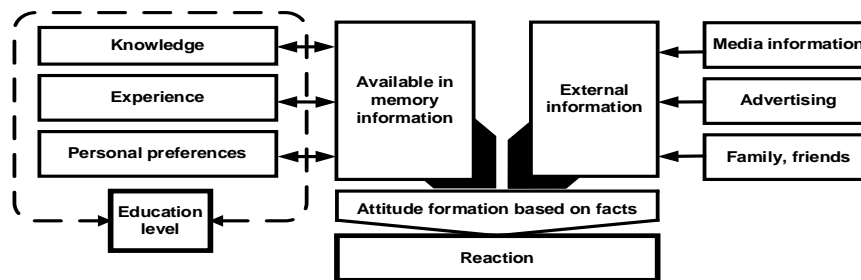 Knowledge
Experience
Personal preferences
Education
level
Available in
memory
information
External
information
Media information
Advertising
Family, friends
Attitude formation based on facts
Reaction